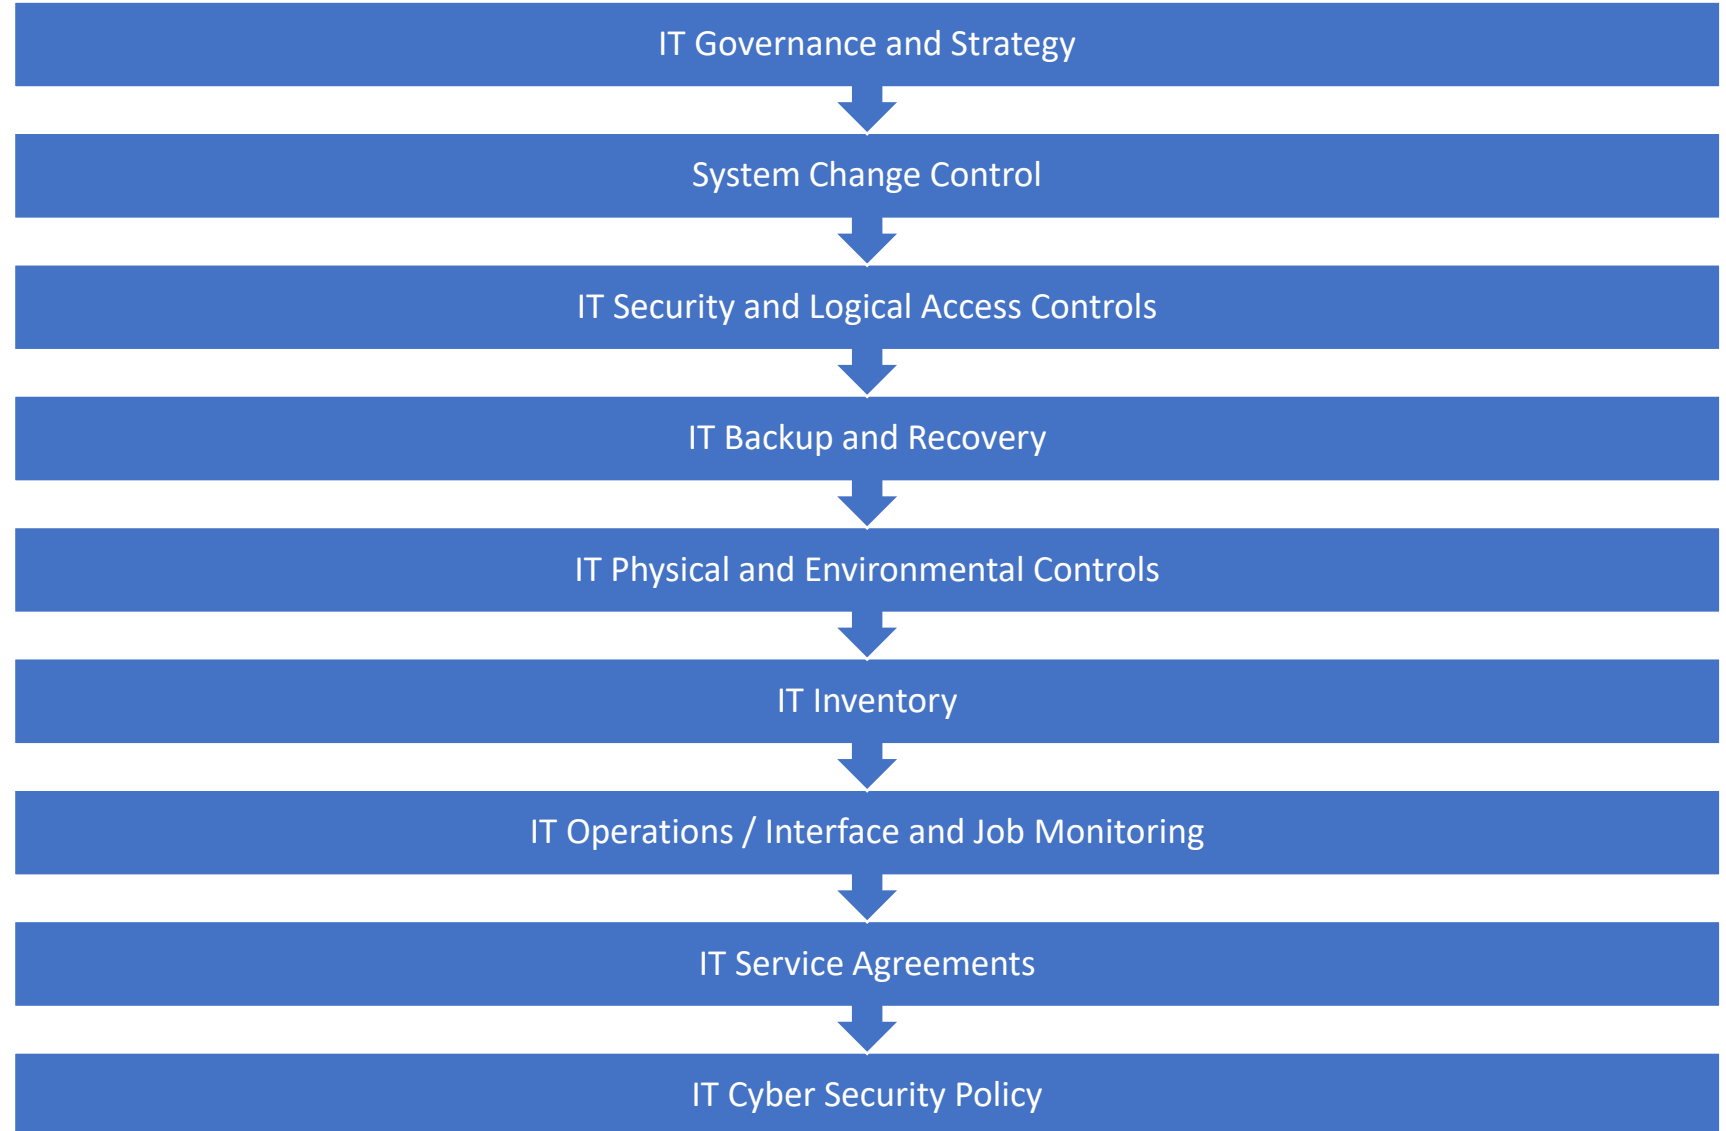 IT Governance and Strategy
System Change Control
IT Security and Logical Access Controls
IT Backup and Recovery
IT Physical and Environmental Controls
IT Inventory
IT Operations / Interface and Job Monitoring
IT Service Agreements
IT Cyber Security Policy